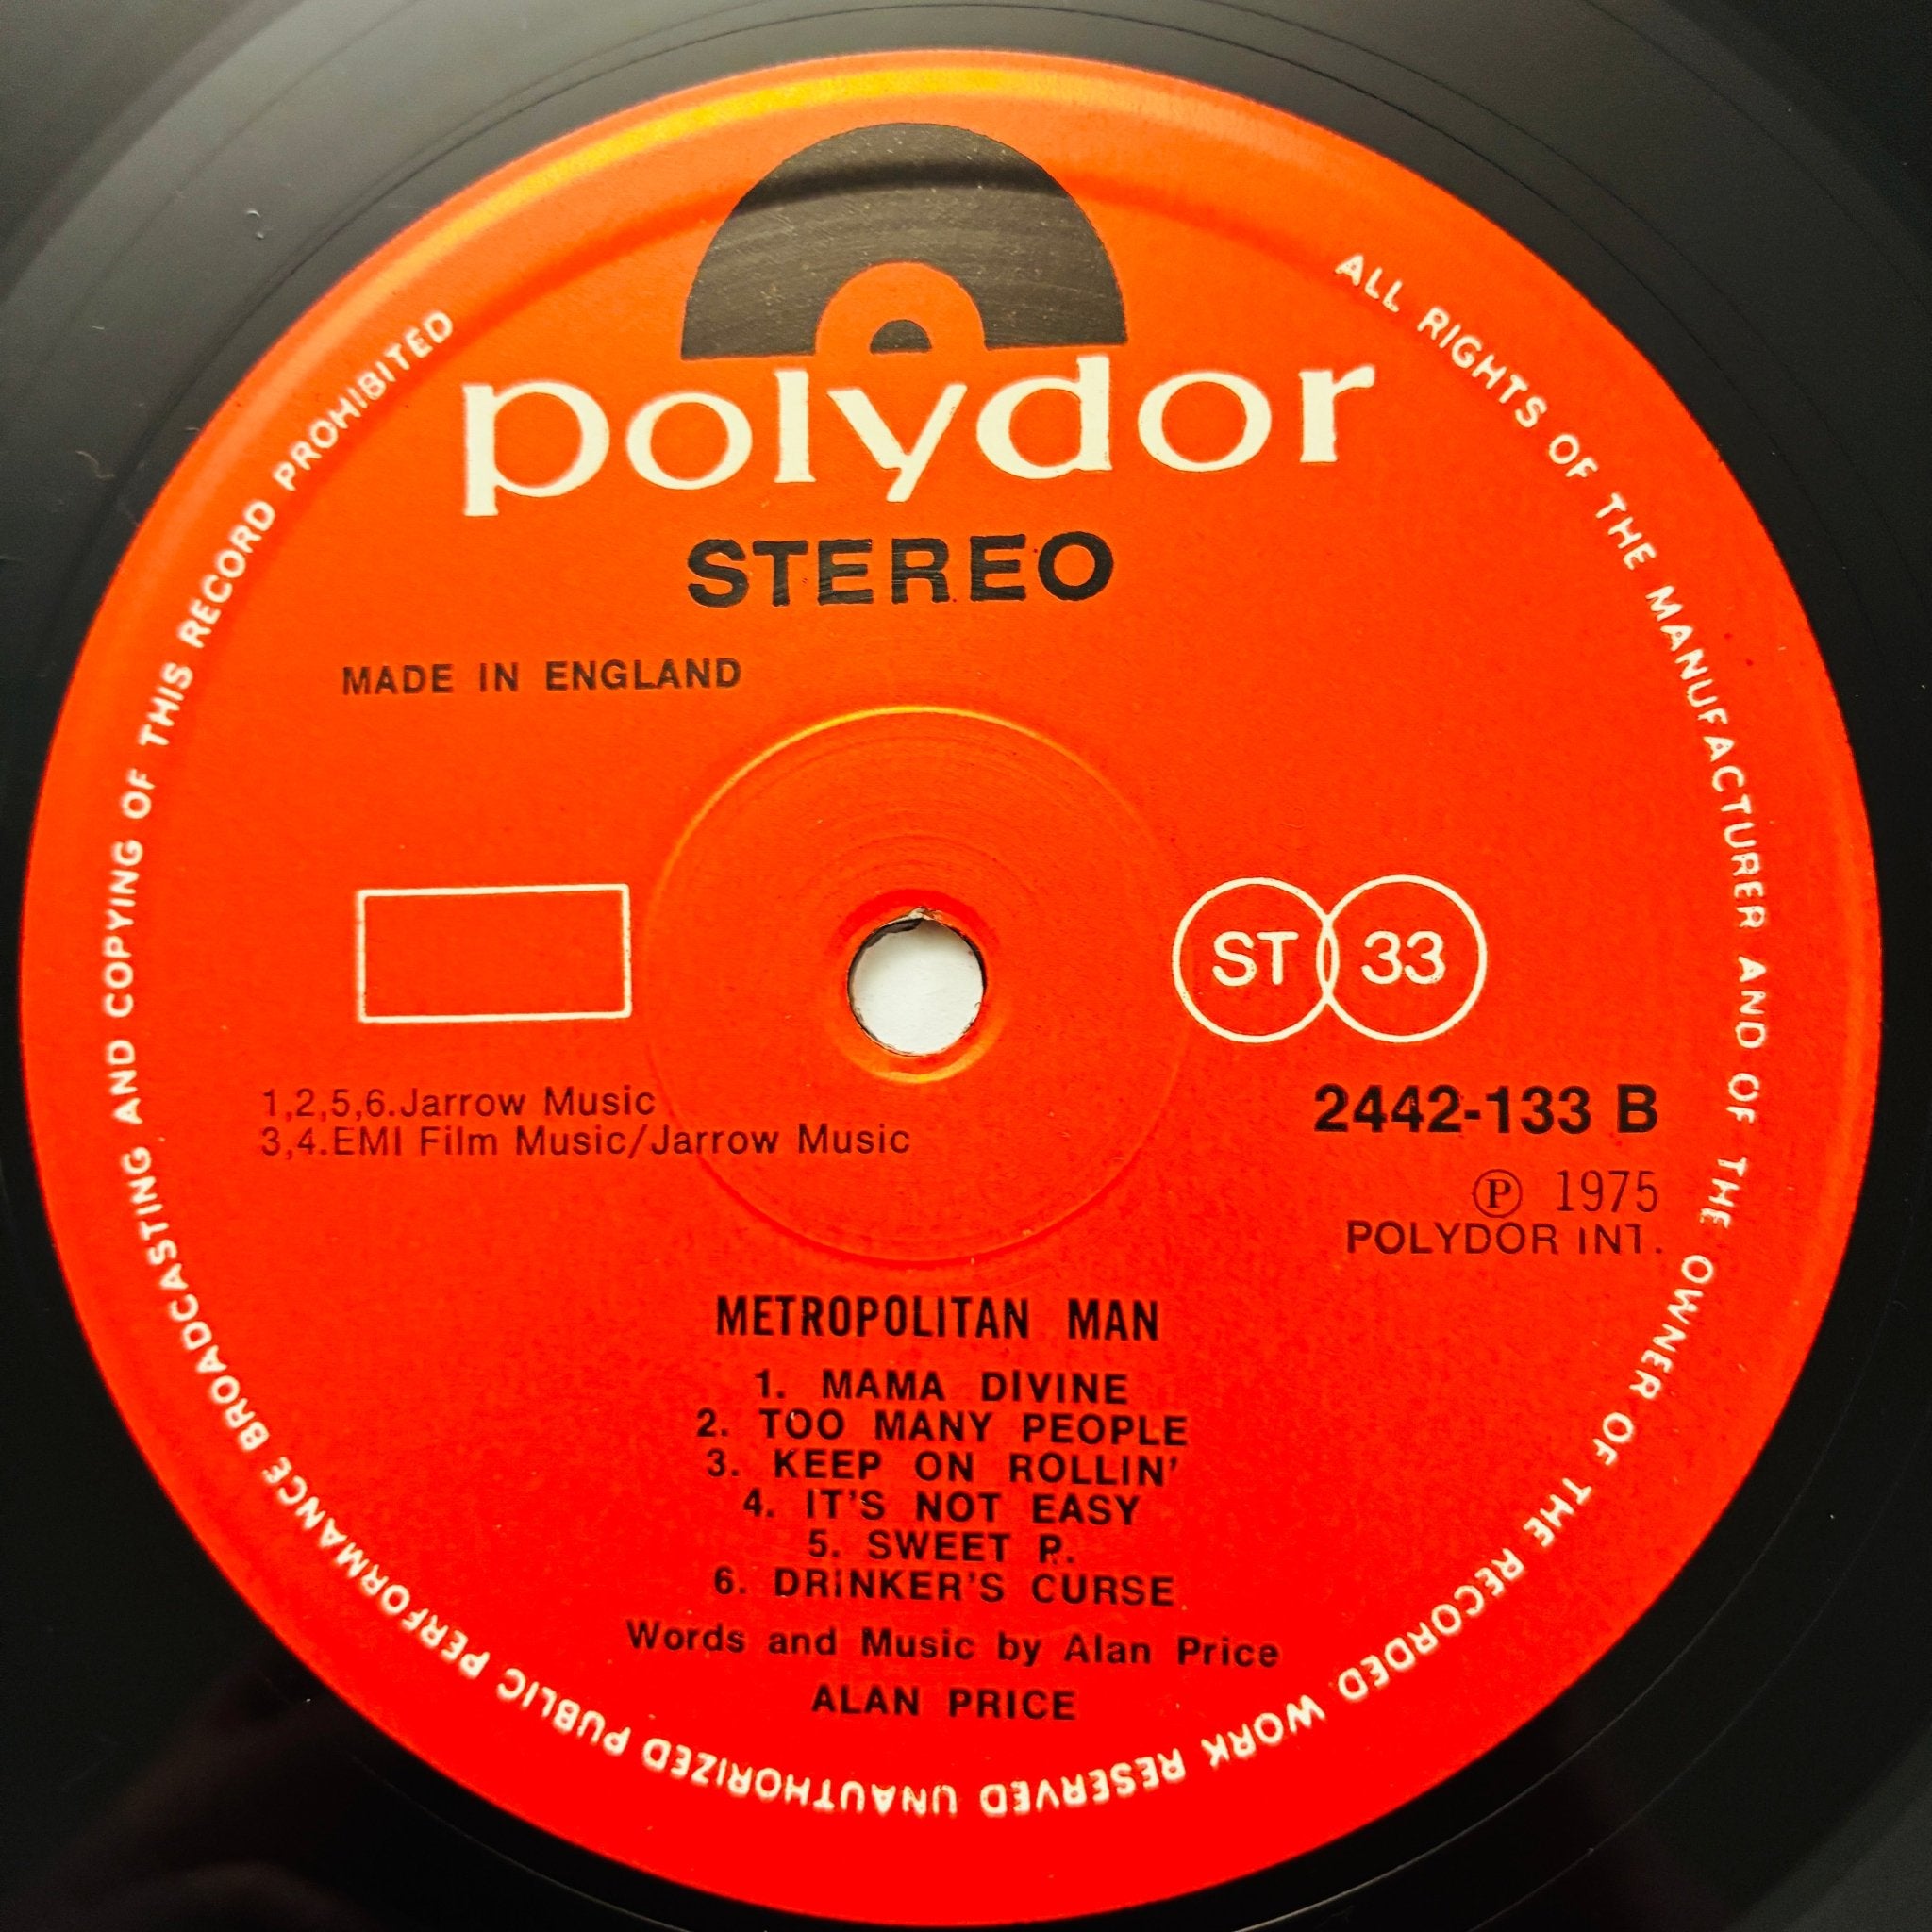 polydor
STEREO
MADE IN ENGLAND
ST 33
1,2,5,6.Jarrow Music
3,4.EMI Film Music/Jarrow Music
2442-133 B
℗ 1975
POLYDOR INT.
METROPOLITAN MAN
1. MAMA DIVINE
2. TOO MANY PEOPLE
3. KEEP ON ROLLIN'
4. IT'S NOT EASY
5. SWEET P.
6. DRINKER'S CURSE
Words and Music by Alan Price
ALAN PRICE
ALL RIGHTS OF THE MANUFACTURER AND OF THE OWNER OF THE RECORDED WORK RESERVED UNAUTHORIZED PUBLIC PERFORMANCE BROADCASTING AND COPYING OF THIS RECORD PROHIBITED